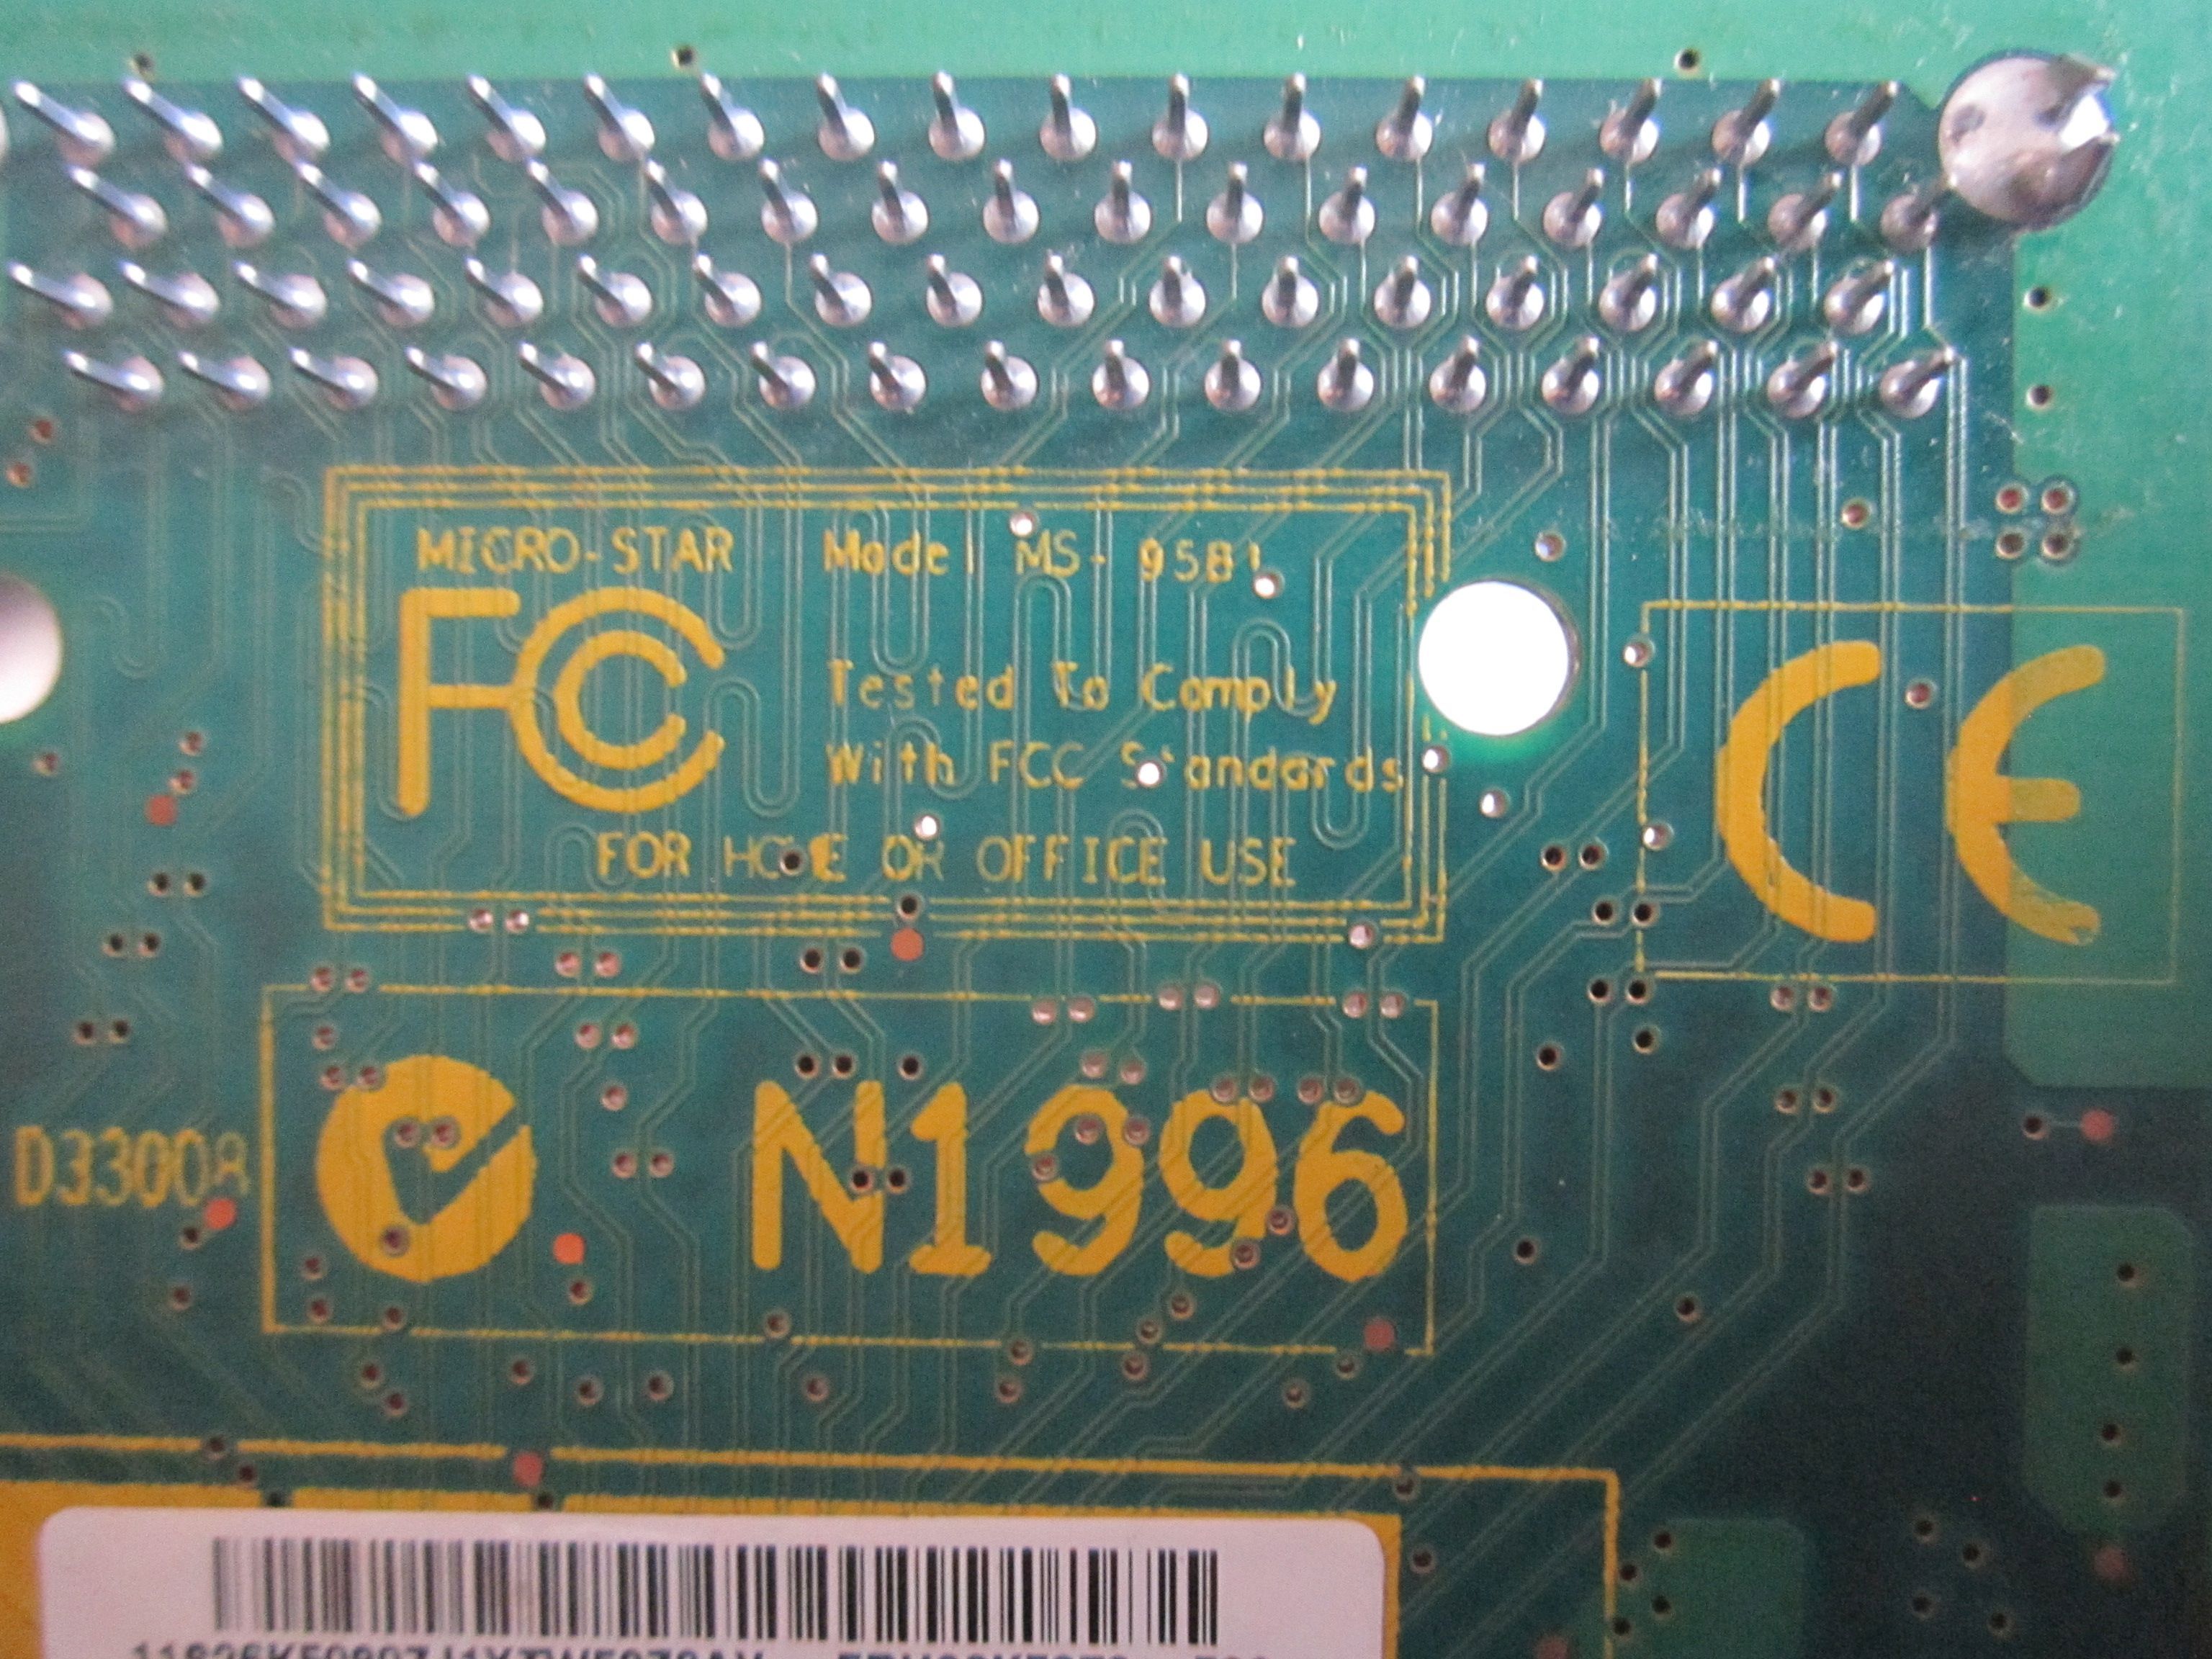 MICRO-STAR Model MS-9581
FCC
Tested To Comply
With FCC Standards
FOR HOME OR OFFICE USE
CE
D33008
N1996